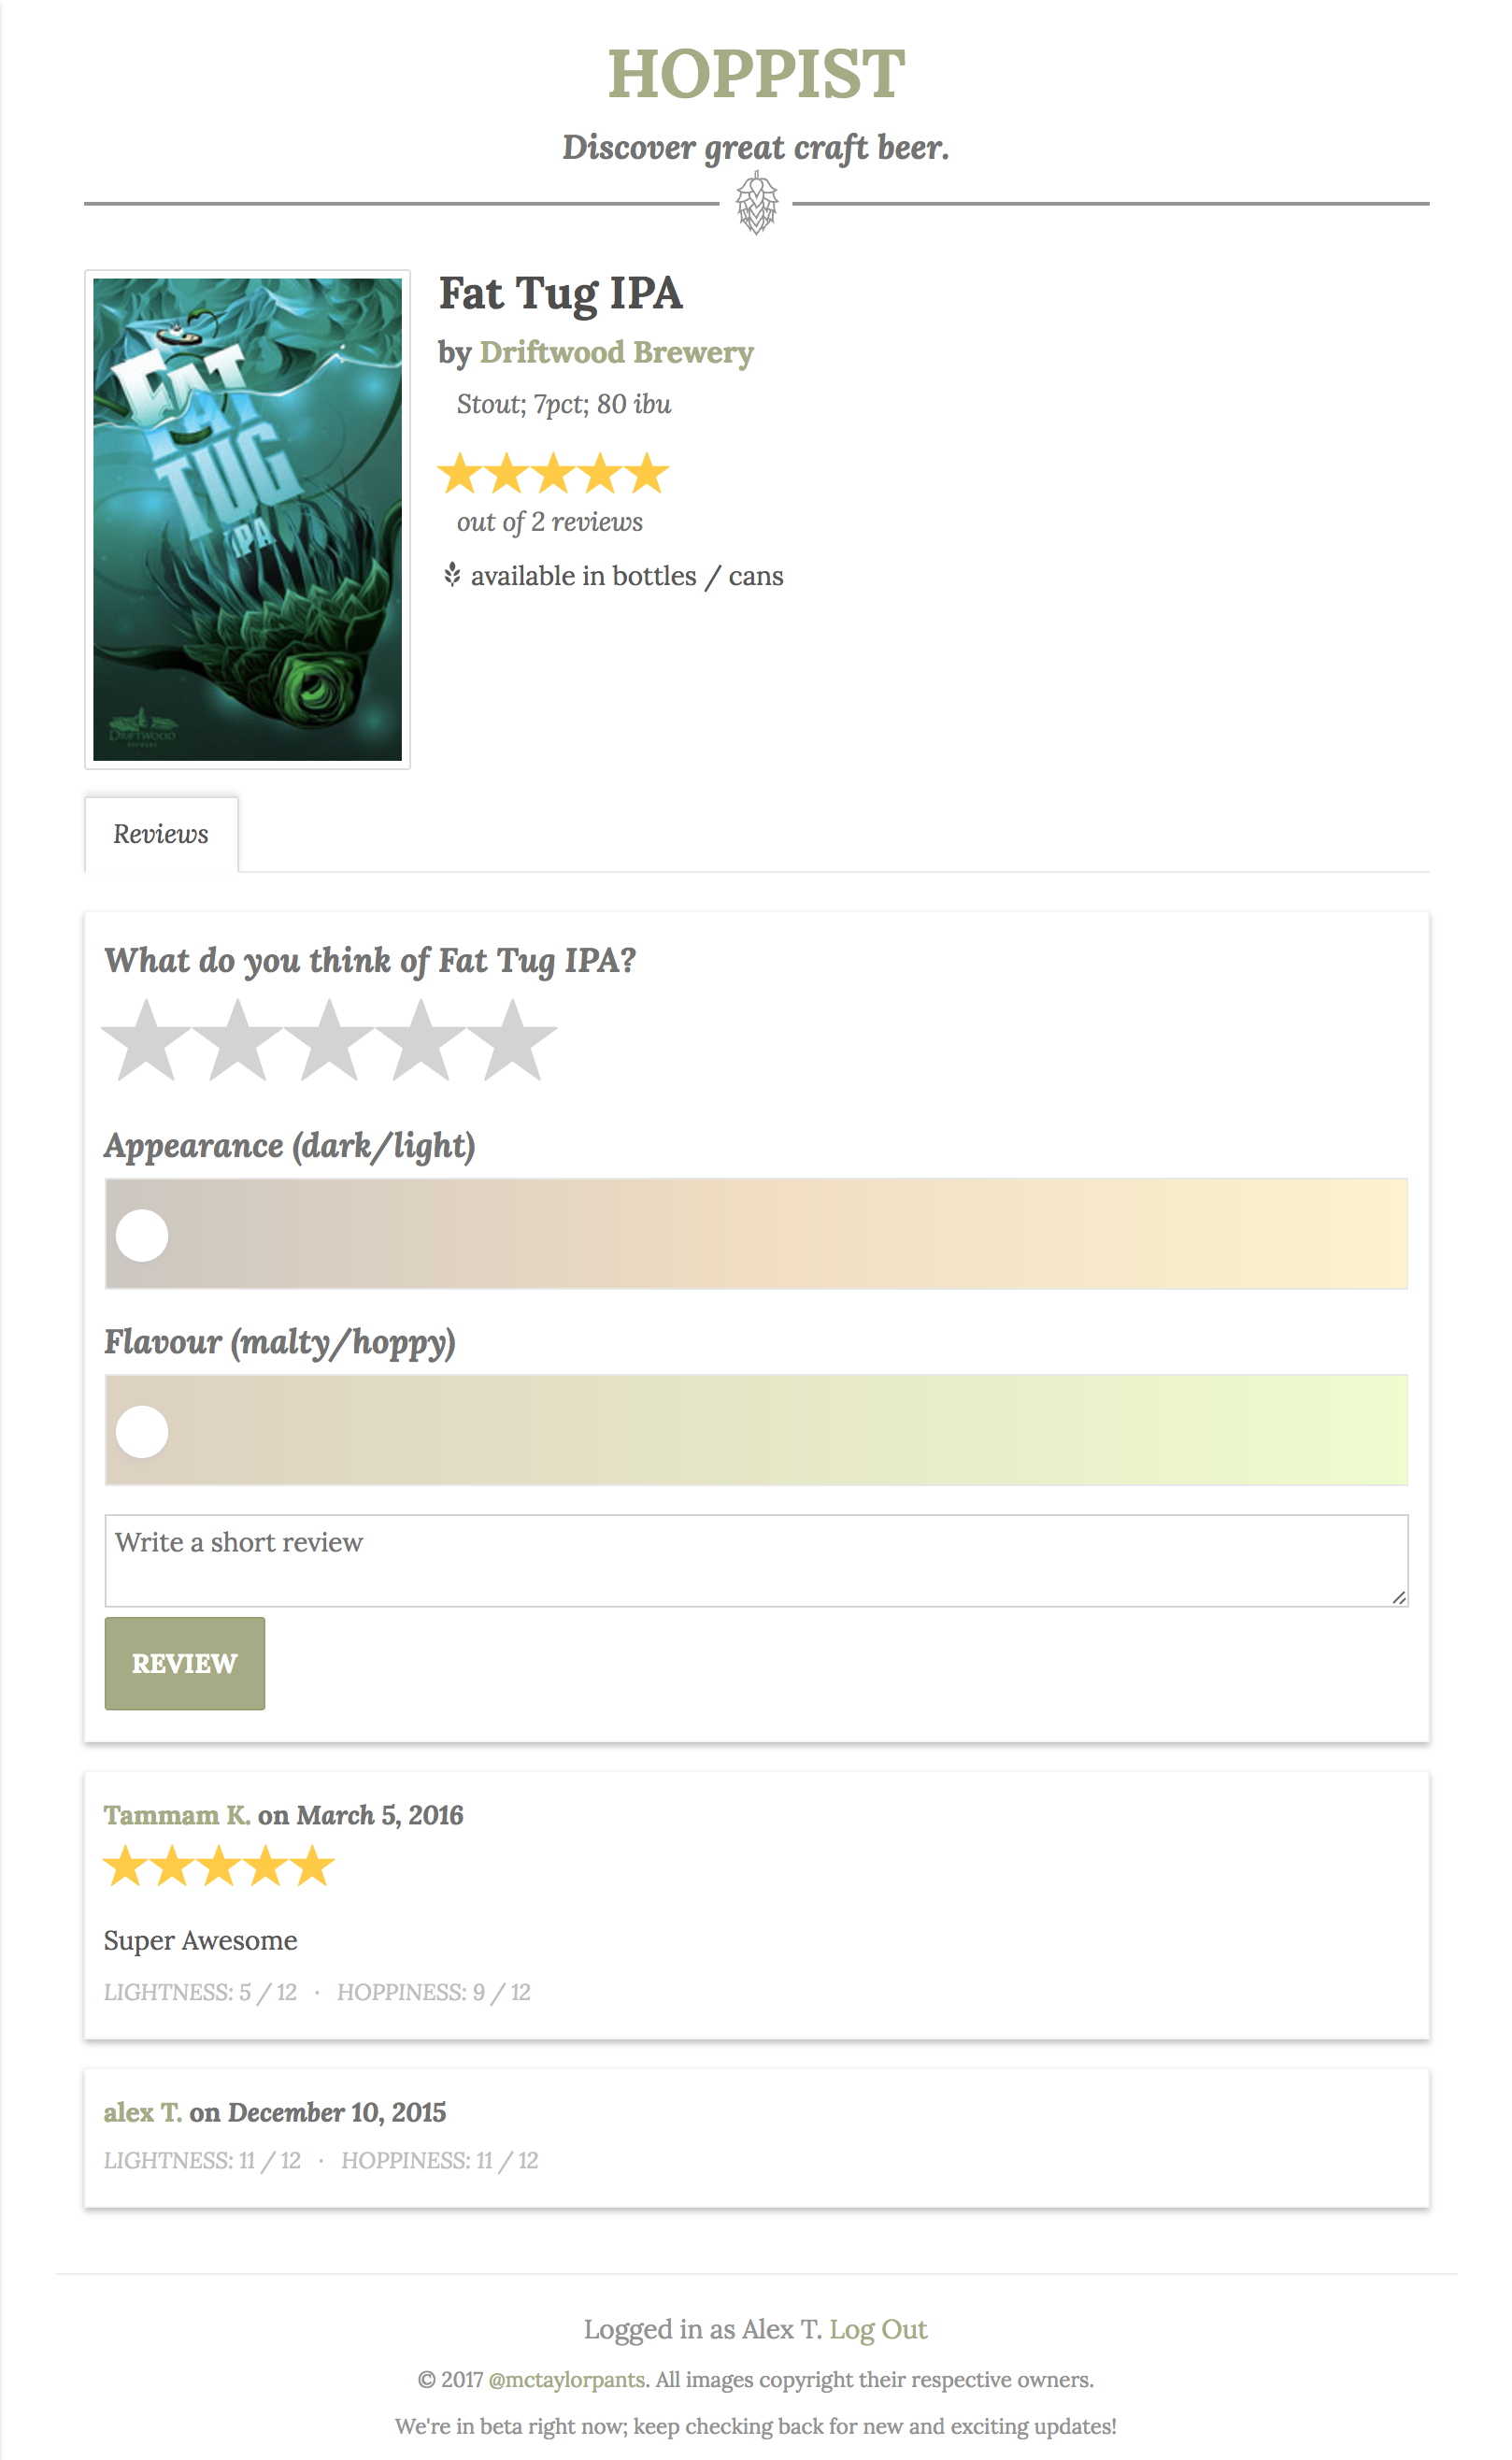 HOPPIST
Discover great craft beer.
FAT
FAT
TUG
IPA
DRIFTWOOD
BREWERY
Fat Tug IPA
by Driftwood Brewery
Stout; 7pct; 80 ibu
out of 2 reviews
available in bottles / cans
Reviews
What do you think of Fat Tug IPA?
Appearance (dark/light)
Flavour (malty/hoppy)
Write a short review
REVIEW
Tammam K. on March 5, 2016
Super Awesome
LIGHTNESS: 5 / 12 · HOPPINESS: 9 / 12
alex T. on December 10, 2015
LIGHTNESS: 11 / 12 · HOPPINESS: 11 / 12
Logged in as Alex T. Log Out
© 2017 @mctaylorpants. All images copyright their respective owners.
We're in beta right now; keep checking back for new and exciting updates!